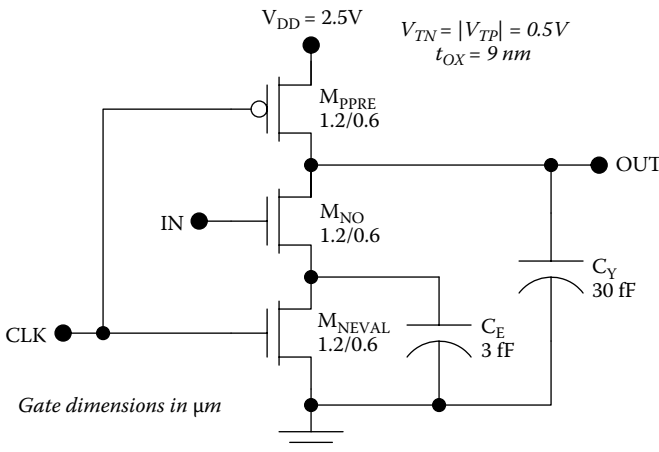 V_DD = 2.5V
V_TN = |V_TP| = 0.5V
t_OX = 9 nm
M_PPRE
1.2/0.6
OUT
IN
M_NO
1.2/0.6
C_Y
30 fF
CLK
M_NEVAL
1.2/0.6
C_E
3 fF
Gate dimensions in µm